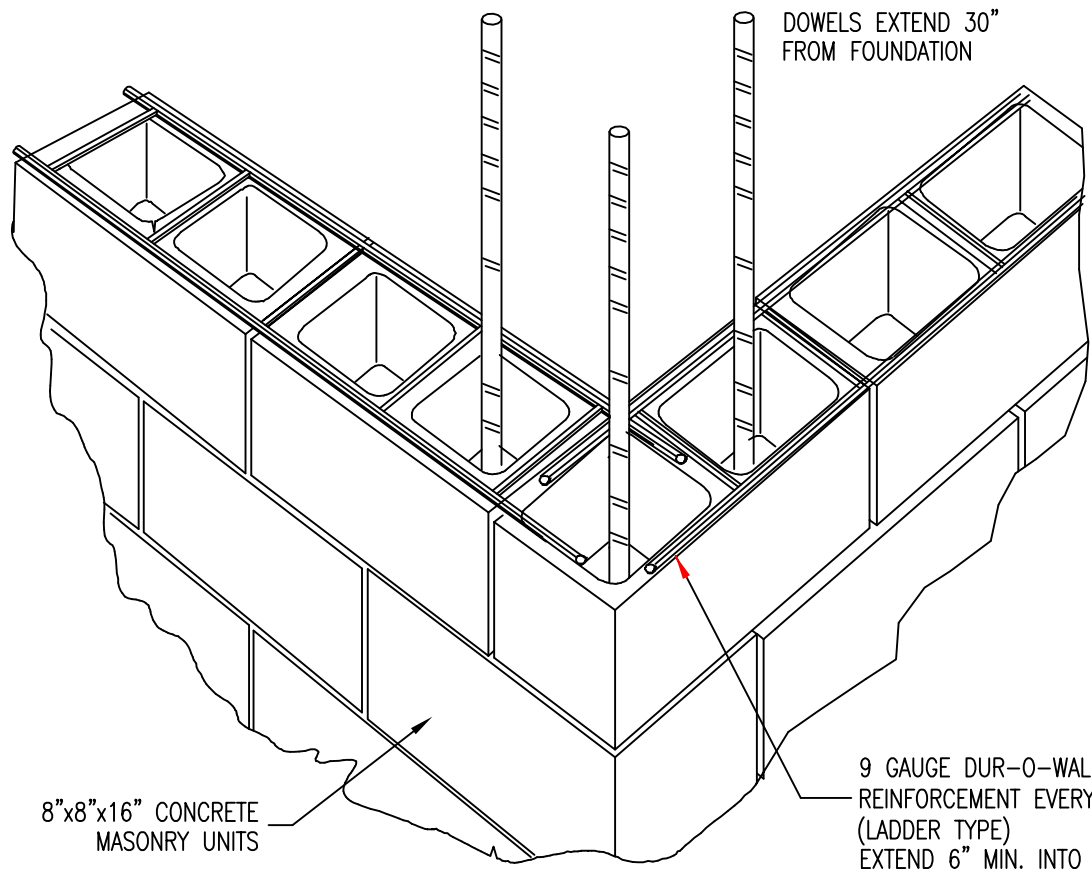 DOWELS EXTEND 30"
FROM FOUNDATION
8"x8"x16" CONCRETE
MASONRY UNITS
9 GAUGE DUR-O-WAL
REINFORCEMENT EVERY
(LADDER TYPE)
EXTEND 6" MIN. INTO